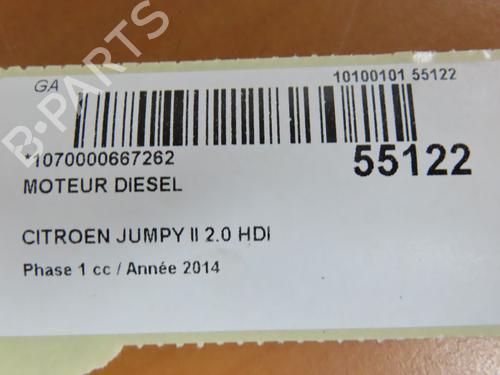 GA
10100101 55122
*1070000667262
55122
MOTEUR DIESEL
CITROEN JUMPY II 2.0 HDI
Phase 1 cc / Année 2014
B-PARTS